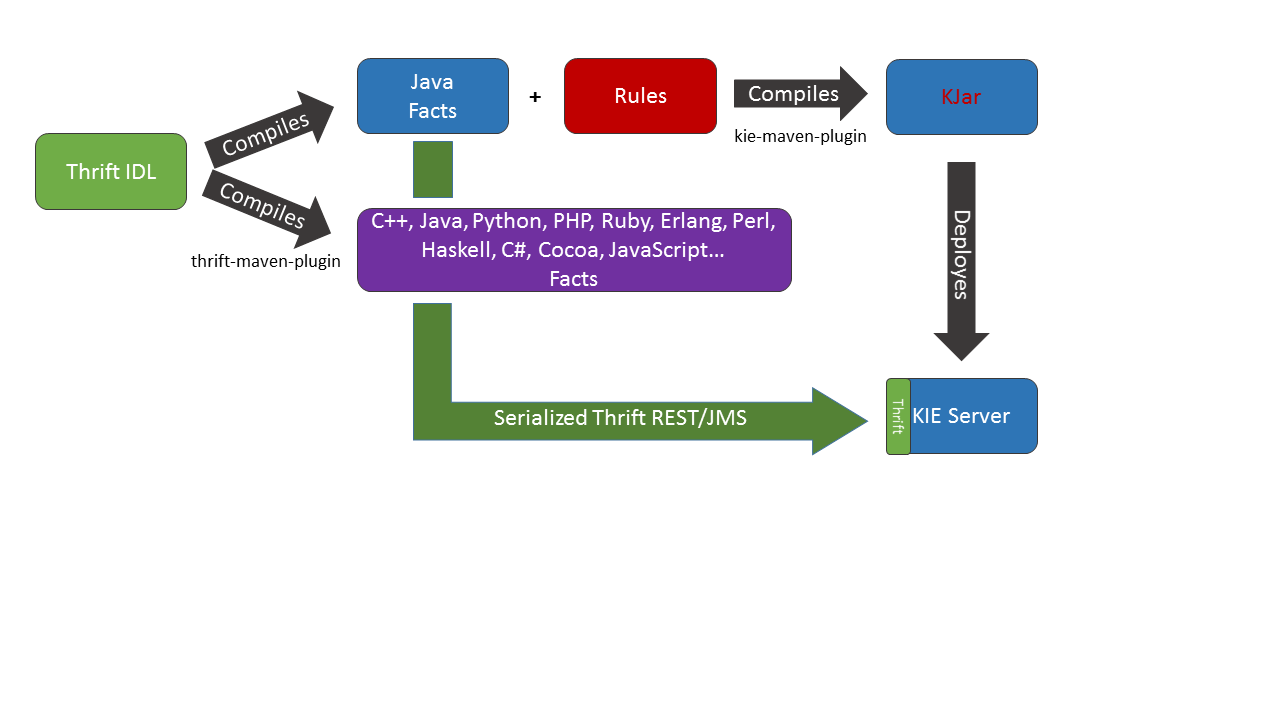 Thrift IDL
Compiles
Compiles
thrift-maven-plugin
Java
Facts
+
Rules
Compiles
kie-maven-plugin
KJar
C++, Java, Python, PHP, Ruby, Erlang, Perl,
Haskell, C#, Cocoa, JavaScript...
Facts
Deployes
Serialized Thrift REST/JMS
Thrift
KIE Server